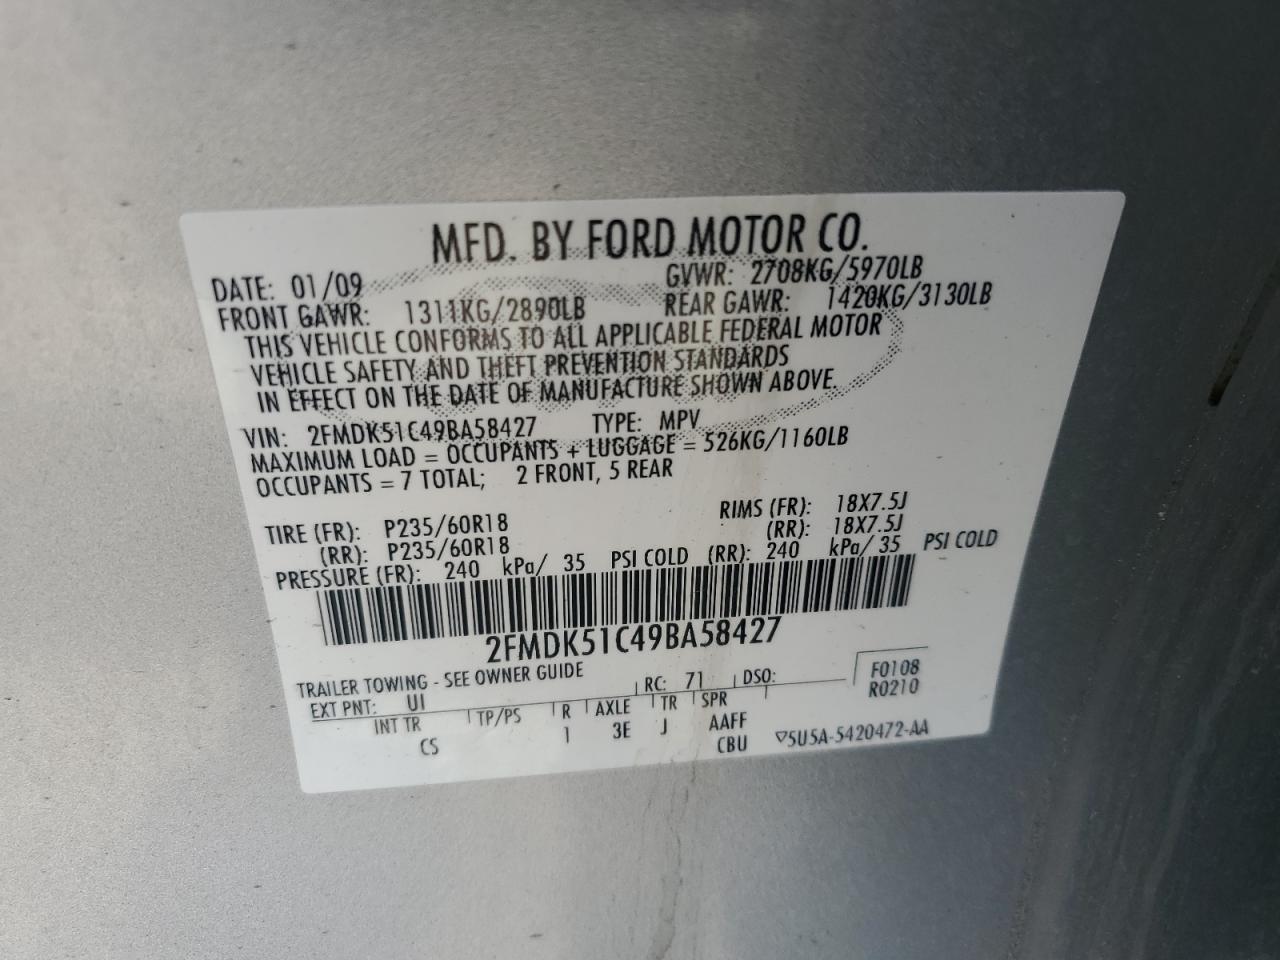 MFD. BY FORD MOTOR CO.
DATE: 01/09 GVWR: 2708KG/5970LB
FRONT GAWR: 1311KG/2890LB REAR GAWR: 1420KG/3130LB
THIS VEHICLE CONFORMS TO ALL APPLICABLE FEDERAL MOTOR
VEHICLE SAFETY AND THEFT PREVENTION STANDARDS
IN EFFECT ON THE DATE OF MANUFACTURE SHOWN ABOVE.
VIN: 2FMDK51C49BA58427 TYPE: MPV
MAXIMUM LOAD = OCCUPANTS + LUGGAGE = 526KG/1160LB
OCCUPANTS = 7 TOTAL; 2 FRONT, 5 REAR
TIRE (FR): P235/60R18 RIMS (FR): 18X7.5J
(RR): P235/60R18 (RR): 18X7.5J
PRESSURE (FR): 240 kPa/ 35 PSI COLD (RR): 240 kPa/ 35 PSI COLD
2FMDK51C49BA58427
TRAILER TOWING - SEE OWNER GUIDE F0108
EXT PNT: UI RC: 71 DSO: R0210
INT TR TP/PS R AXLE TR SPR
CS 1 3E J AAFF
CBU ▽5U5A-5420472-AA